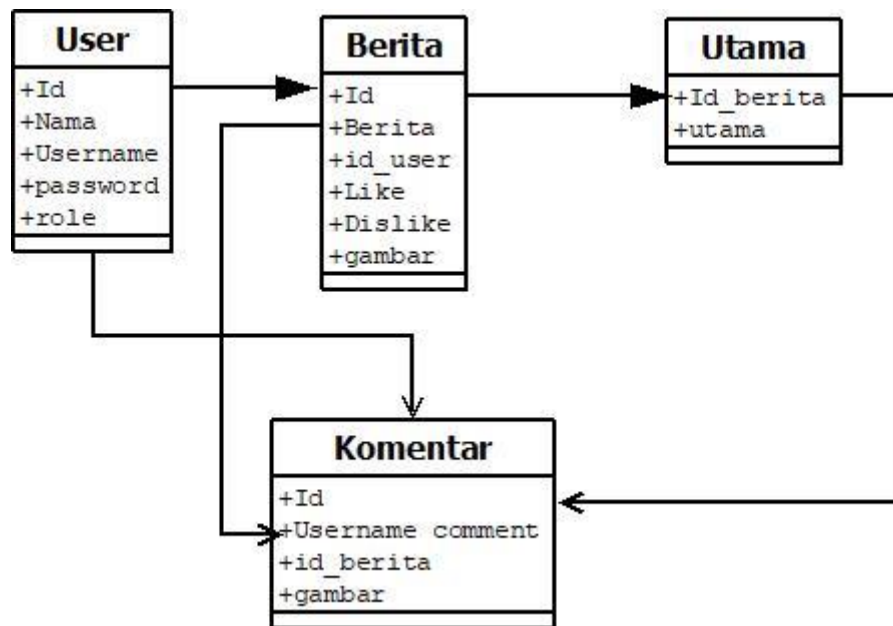 User
+Id
+Nama
+Username
+password
+role
Berita
+Id
+Berita
+id_user
+Like
+Dislike
+gambar
Utama
+Id_berita
+utama
Komentar
+Id
+Username comment
+id_berita
+gambar